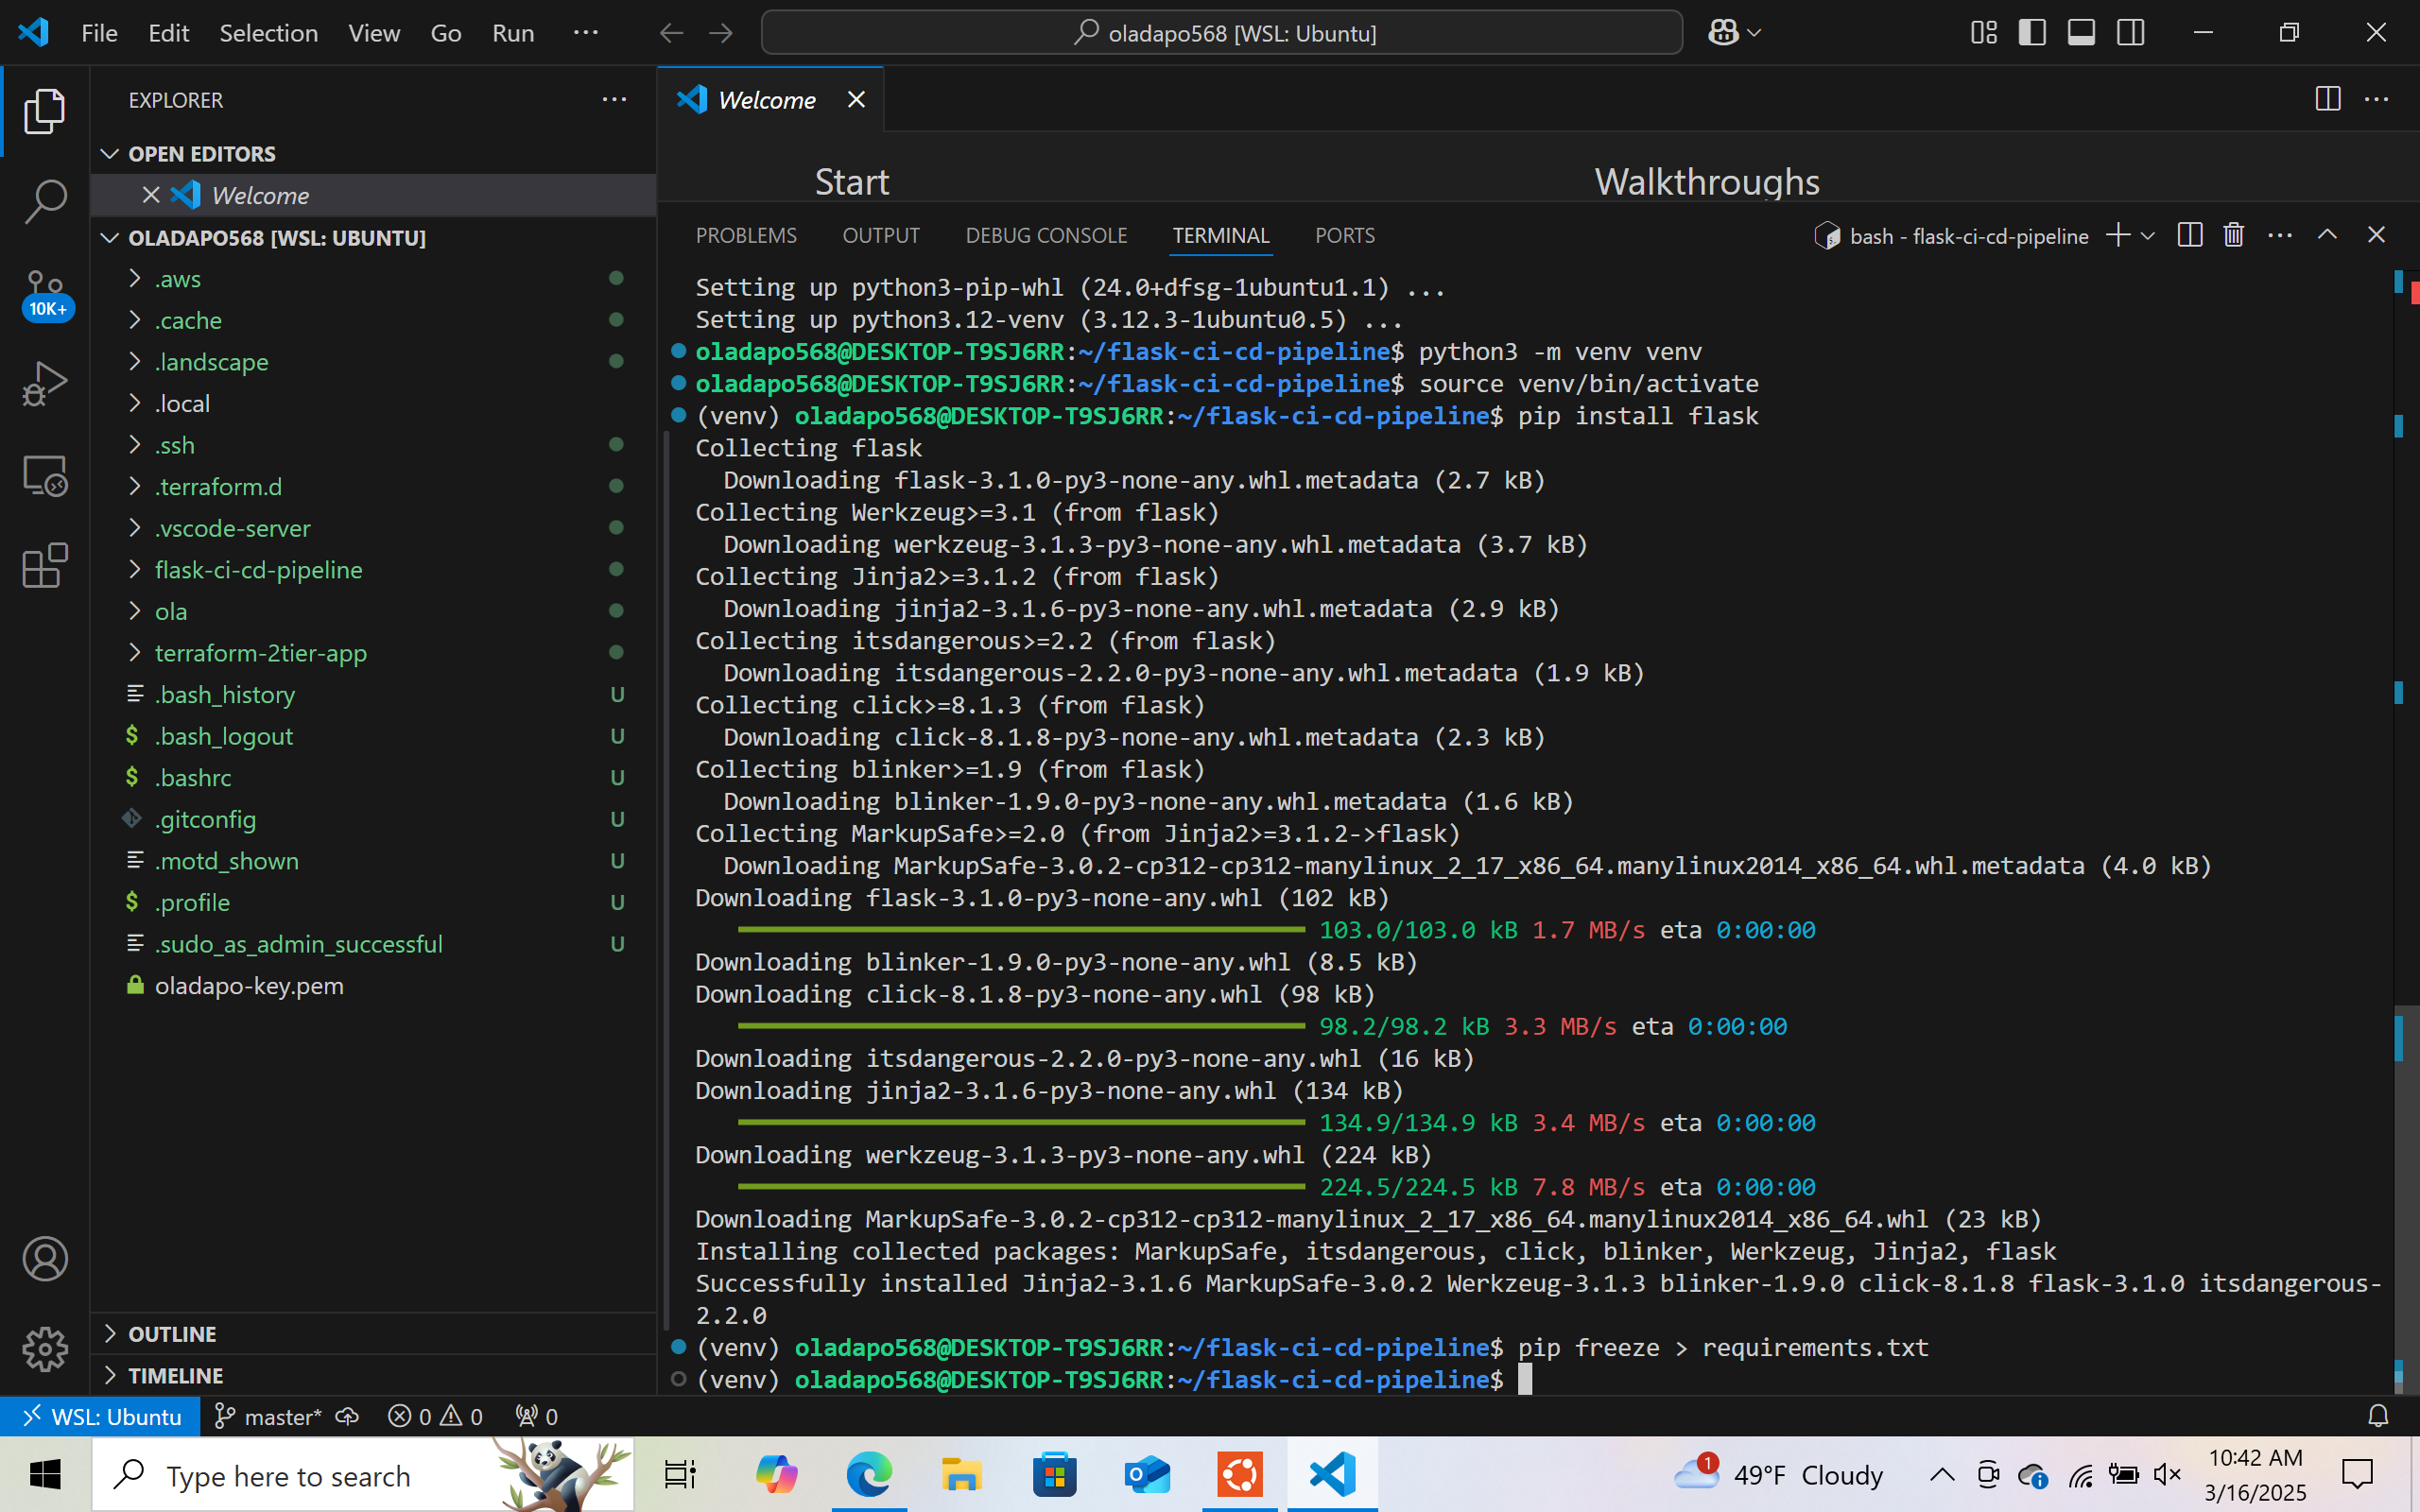 File Edit Selection View Go Run ···
oladapo568 [WSL: Ubuntu]
EXPLORER
OPEN EDITORS
Welcome
OLADAPO568 [WSL: UBUNTU]
.aws
.cache
.landscape
.local
.ssh
.terraform.d
.vscode-server
flask-ci-cd-pipeline
ola
terraform-2tier-app
.bash_history U
$ .bash_logout U
$ .bashrc U
.gitconfig U
.motd_shown U
$ .profile U
.sudo_as_admin_successful U
oladapo-key.pem
OUTLINE
TIMELINE
10K+
Welcome
Start Walkthroughs
PROBLEMS OUTPUT DEBUG CONSOLE TERMINAL PORTS
bash - flask-ci-cd-pipeline
Setting up python3-pip-whl (24.0+dfsg-1ubuntu1.1) ...
Setting up python3.12-venv (3.12.3-1ubuntu0.5) ...
oladapo568@DESKTOP-T9SJ6RR:~/flask-ci-cd-pipeline$ python3 -m venv venv
oladapo568@DESKTOP-T9SJ6RR:~/flask-ci-cd-pipeline$ source venv/bin/activate
(venv) oladapo568@DESKTOP-T9SJ6RR:~/flask-ci-cd-pipeline$ pip install flask
Collecting flask
Downloading flask-3.1.0-py3-none-any.whl.metadata (2.7 kB)
Collecting Werkzeug>=3.1 (from flask)
Downloading werkzeug-3.1.3-py3-none-any.whl.metadata (3.7 kB)
Collecting Jinja2>=3.1.2 (from flask)
Downloading jinja2-3.1.6-py3-none-any.whl.metadata (2.9 kB)
Collecting itsdangerous>=2.2 (from flask)
Downloading itsdangerous-2.2.0-py3-none-any.whl.metadata (1.9 kB)
Collecting click>=8.1.3 (from flask)
Downloading click-8.1.8-py3-none-any.whl.metadata (2.3 kB)
Collecting blinker>=1.9 (from flask)
Downloading blinker-1.9.0-py3-none-any.whl.metadata (1.6 kB)
Collecting MarkupSafe>=2.0 (from Jinja2>=3.1.2->flask)
Downloading MarkupSafe-3.0.2-cp312-cp312-manylinux_2_17_x86_64.manylinux2014_x86_64.whl.metadata (4.0 kB)
Downloading flask-3.1.0-py3-none-any.whl (102 kB)
103.0/103.0 kB 1.7 MB/s eta 0:00:00
Downloading blinker-1.9.0-py3-none-any.whl (8.5 kB)
Downloading click-8.1.8-py3-none-any.whl (98 kB)
98.2/98.2 kB 3.3 MB/s eta 0:00:00
Downloading itsdangerous-2.2.0-py3-none-any.whl (16 kB)
Downloading jinja2-3.1.6-py3-none-any.whl (134 kB)
134.9/134.9 kB 3.4 MB/s eta 0:00:00
Downloading werkzeug-3.1.3-py3-none-any.whl (224 kB)
224.5/224.5 kB 7.8 MB/s eta 0:00:00
Downloading MarkupSafe-3.0.2-cp312-cp312-manylinux_2_17_x86_64.manylinux2014_x86_64.whl (23 kB)
Installing collected packages: MarkupSafe, itsdangerous, click, blinker, Werkzeug, Jinja2, flask
Successfully installed Jinja2-3.1.6 MarkupSafe-3.0.2 Werkzeug-3.1.3 blinker-1.9.0 click-8.1.8 flask-3.1.0 itsdangerous-
2.2.0
(venv) oladapo568@DESKTOP-T9SJ6RR:~/flask-ci-cd-pipeline$ pip freeze > requirements.txt
(venv) oladapo568@DESKTOP-T9SJ6RR:~/flask-ci-cd-pipeline$
WSL: Ubuntu master* 0 0 0
Type here to search
1
49°F Cloudy
10:42 AM
3/16/2025